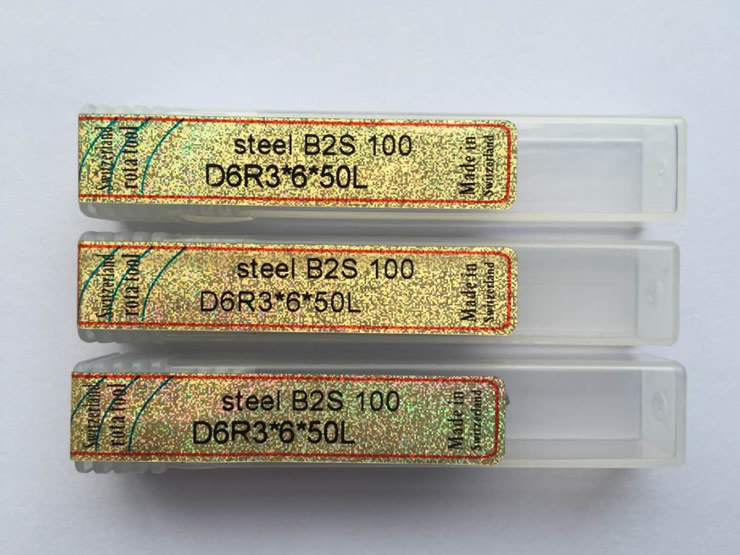 Switzerland
rota tool
steel B2S 100
D6R3*6*50L
Made in
Switzerland
Switzerland
rota tool
steel B2S 100
D6R3*6*50L
Made in
Switzerland
Switzerland
rota tool
steel B2S 100
D6R3*6*50L
Made in
Switzerland